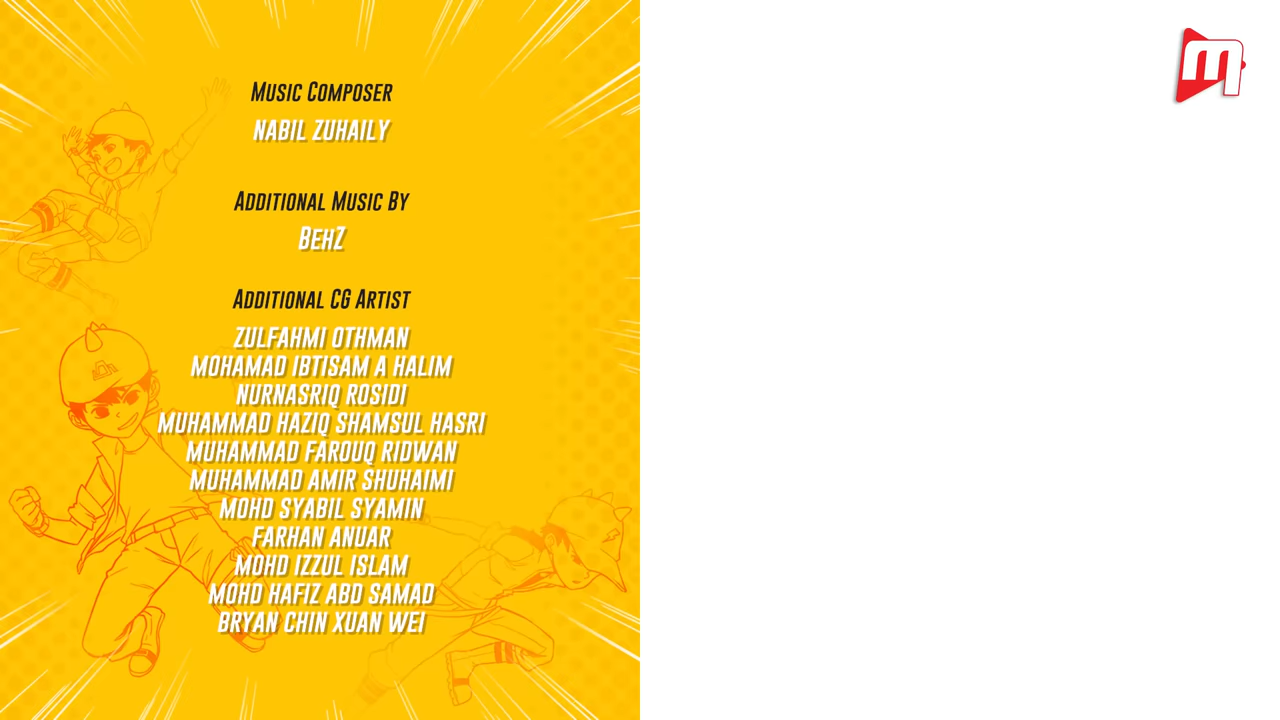 Music Composer
NABIL ZUHAILY
Additional Music By
BehZ
Additional CG Artist
ZULFAHMI OTHMAN
MOHAMAD IBTISAM A HALIM
NURNASRIQ ROSIDI
MUHAMMAD HAZIQ SHAMSUL HASRI
MUHAMMAD FAROUQ RIDWAN
MUHAMMAD AMIR SHUHAIMI
MOHD SYABIL SYAMIN
FARHAN ANUAR
MOHD IZZUL ISLAM
MOHD HAFIZ ABD SAMAD
BRYAN CHIN XUAN WEI
m